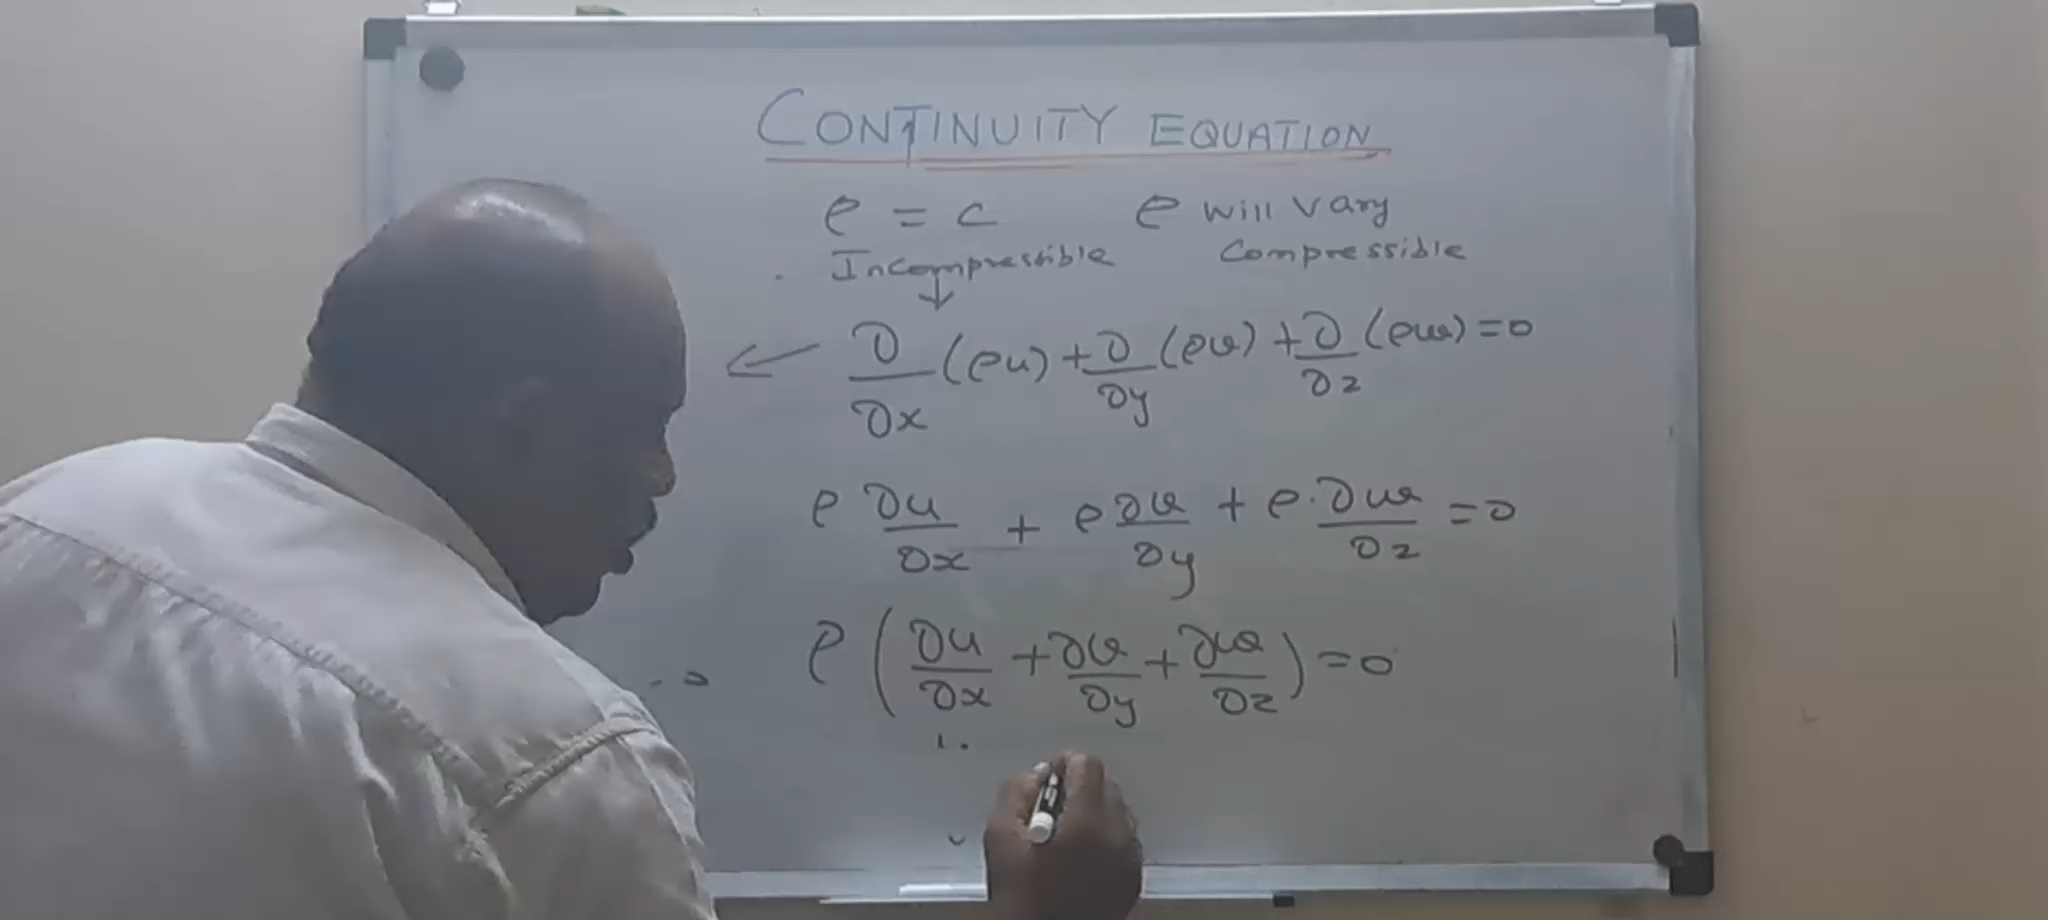 CONTINUITY EQUATION
ρ = c ρ will vary
Incompressible Compressible
↓
← ∂/∂x (ρu) + ∂/∂y (ρv) + ∂/∂z (ρw) = 0
ρ ∂u/∂x + ρ ∂v/∂y + ρ · ∂w/∂z = 0
ρ (∂u/∂x + ∂v/∂y + ∂w/∂z) = 0